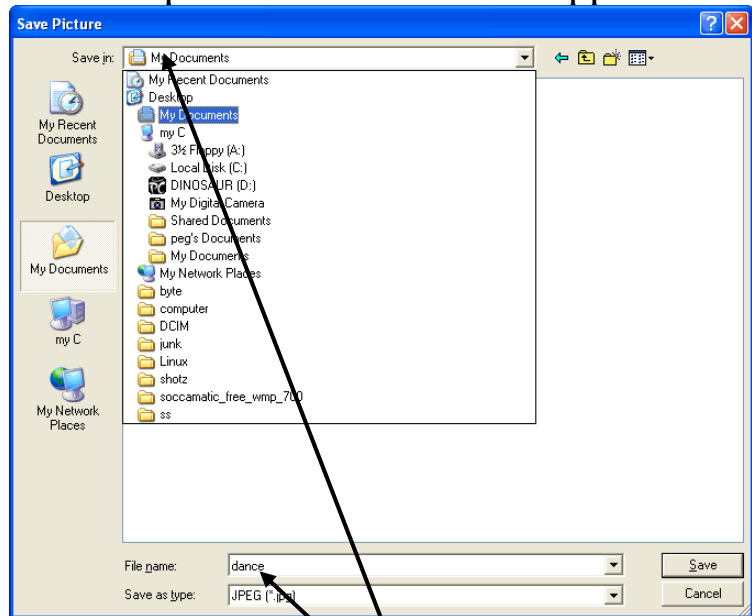 Save Picture
Save in: My Documents
My Recent Documents
Desktop
My Documents
my C
3½ Floppy (A:)
Local Disk (C:)
DINOSAUR (D:)
My Digital Camera
Shared Documents
peg's Documents
My Documents
My Network Places
byte
computer
DCIM
junk
Linux
shotz
soccamatic_free_wmp_700
ss
My Recent
Documents
Desktop
My Documents
my C
My Network
Places
File name: dance Save
Save as type: JPEG (*.jpg) Cancel